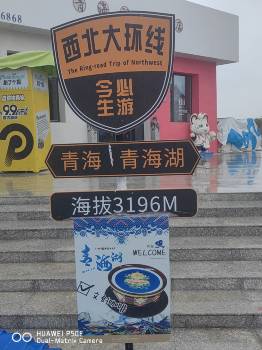 西北大环线
The Ring-road Trip of Northwest
今生必游
青海 青海湖
海拔3196M
青海湖
WELCOME
HUAWEI P50E
Dual-Matrix Camera